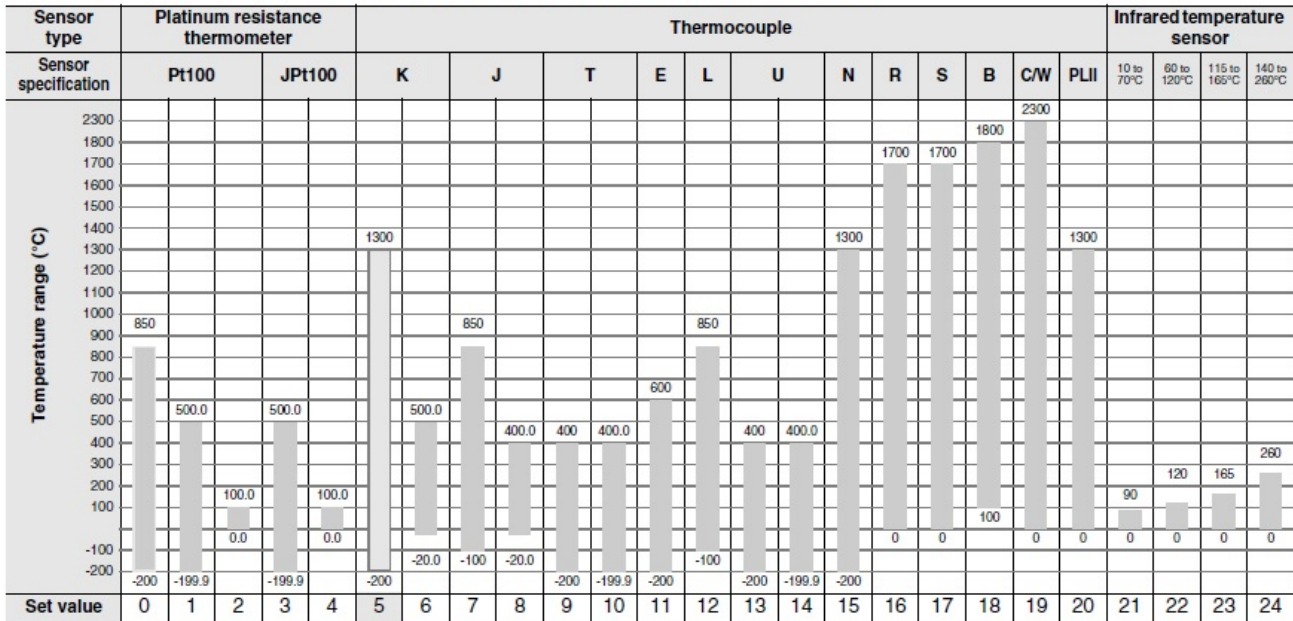 Sensor type Platinum resistance thermometer Thermocouple Infrared temperature sensor
Sensor specification Pt100 JPt100 K J T E L U N R S B C/W PLII 10 to 70°C 60 to 120°C 115 to 165°C 140 to 260°C
Temperature range (°C)
2300 2300
1800 1800
1700 1700 1700
1600
1500
1400
1300 1300 1300 1300
1200
1100
1000
900 850 850 850
800
700
600 600
500 500.0 500.0 500.0
400 400.0 400 400.0 400 400.0
300
200 260
100 100.0 100.0 90 120 165
0.0 0.0 100 0 0 0 0 0 0 0 0
-100 -20.0 -100 -20.0 -100
-200 -200 -199.9 -199.9 -200 -200 -199.9 -200 -200 -199.9 -200
Set value 0 1 2 3 4 5 6 7 8 9 10 11 12 13 14 15 16 17 18 19 20 21 22 23 24